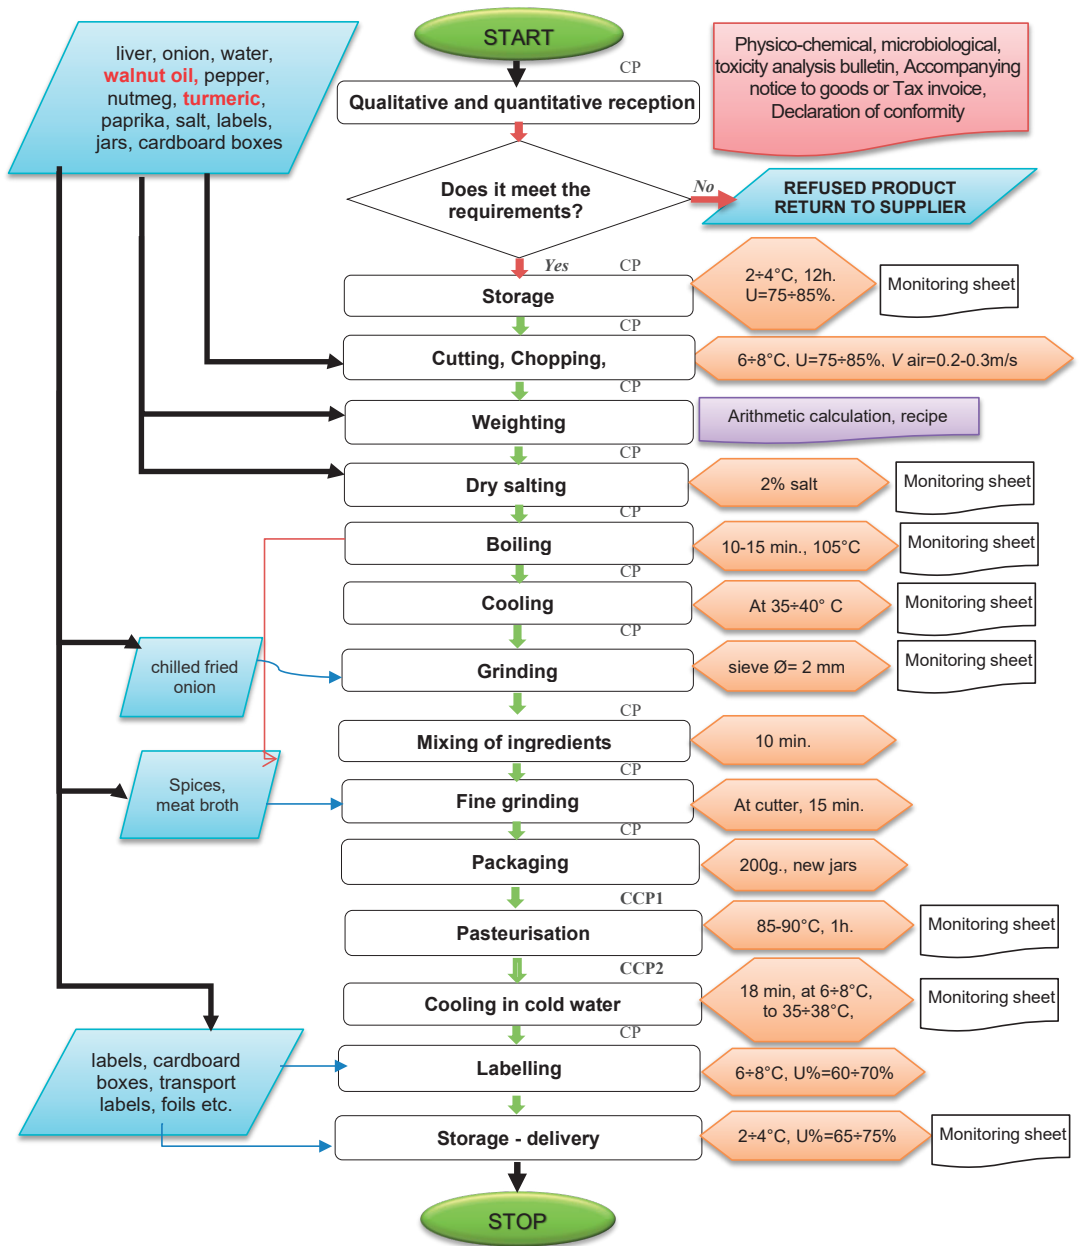 START
liver, onion, water,
walnut oil, pepper,
nutmeg, turmeric,
paprika, salt, labels,
jars, cardboard boxes
CP
Qualitative and quantitative reception
Physico-chemical, microbiological,
toxicity analysis bulletin, Accompanying
notice to goods or Tax invoice,
Declaration of conformity
Does it meet the
requirements?
No
REFUSED PRODUCT
RETURN TO SUPPLIER
Yes
CP
Storage
2÷4°C, 12h.
U=75÷85%.
Monitoring sheet
CP
Cutting, Chopping,
6÷8°C, U=75÷85%, V air=0.2-0.3m/s
CP
Weighting
Arithmetic calculation, recipe
CP
Dry salting
2% salt
Monitoring sheet
CP
Boiling
10-15 min., 105°C
Monitoring sheet
CP
Cooling
At 35÷40° C
Monitoring sheet
CP
chilled fried
onion
Grinding
sieve Ø= 2 mm
Monitoring sheet
CP
Mixing of ingredients
10 min.
CP
Spices,
meat broth
Fine grinding
At cutter, 15 min.
CP
Packaging
200g., new jars
CCP1
Pasteurisation
85-90°C, 1h.
Monitoring sheet
CCP2
Cooling in cold water
18 min, at 6÷8°C,
to 35÷38°C,
Monitoring sheet
CP
labels, cardboard
boxes, transport
labels, foils etc.
Labelling
6÷8°C, U%=60÷70%
Storage - delivery
2÷4°C, U%=65÷75%
Monitoring sheet
STOP